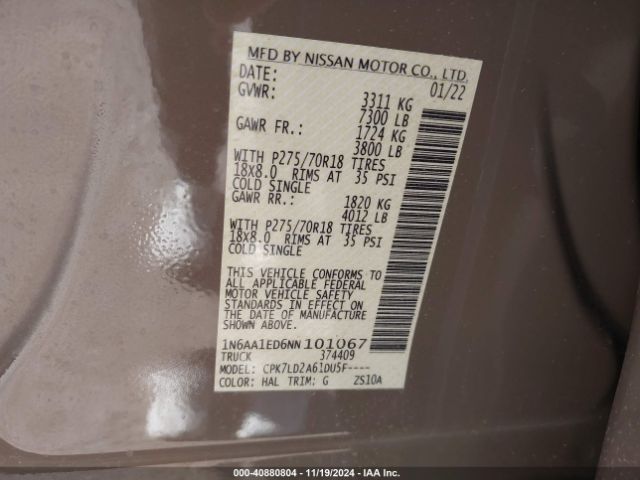 MFD BY NISSAN MOTOR CO., LTD.
DATE: 01/22
GVWR: 3311 KG
7300 LB
GAWR FR.: 1724 KG
3800 LB
WITH P275/70R18 TIRES
18X8.0 RIMS AT 35 PSI
COLD SINGLE
GAWR RR.: 1820 KG
4012 LB
WITH P275/70R18 TIRES
18X8.0 RIMS AT 35 PSI
COLD SINGLE
THIS VEHICLE CONFORMS TO
ALL APPLICABLE FEDERAL
MOTOR VEHICLE SAFETY
STANDARDS IN EFFECT ON
THE DATE OF MANUFACTURE
SHOWN ABOVE.
1N6AA1ED6NN101067
TRUCK 374409
MODEL: CPK7LD2A61DU5F----
COLOR: HAL TRIM: G 2S10A
000-40880804 | 11/19/2024 - IAA Inc.